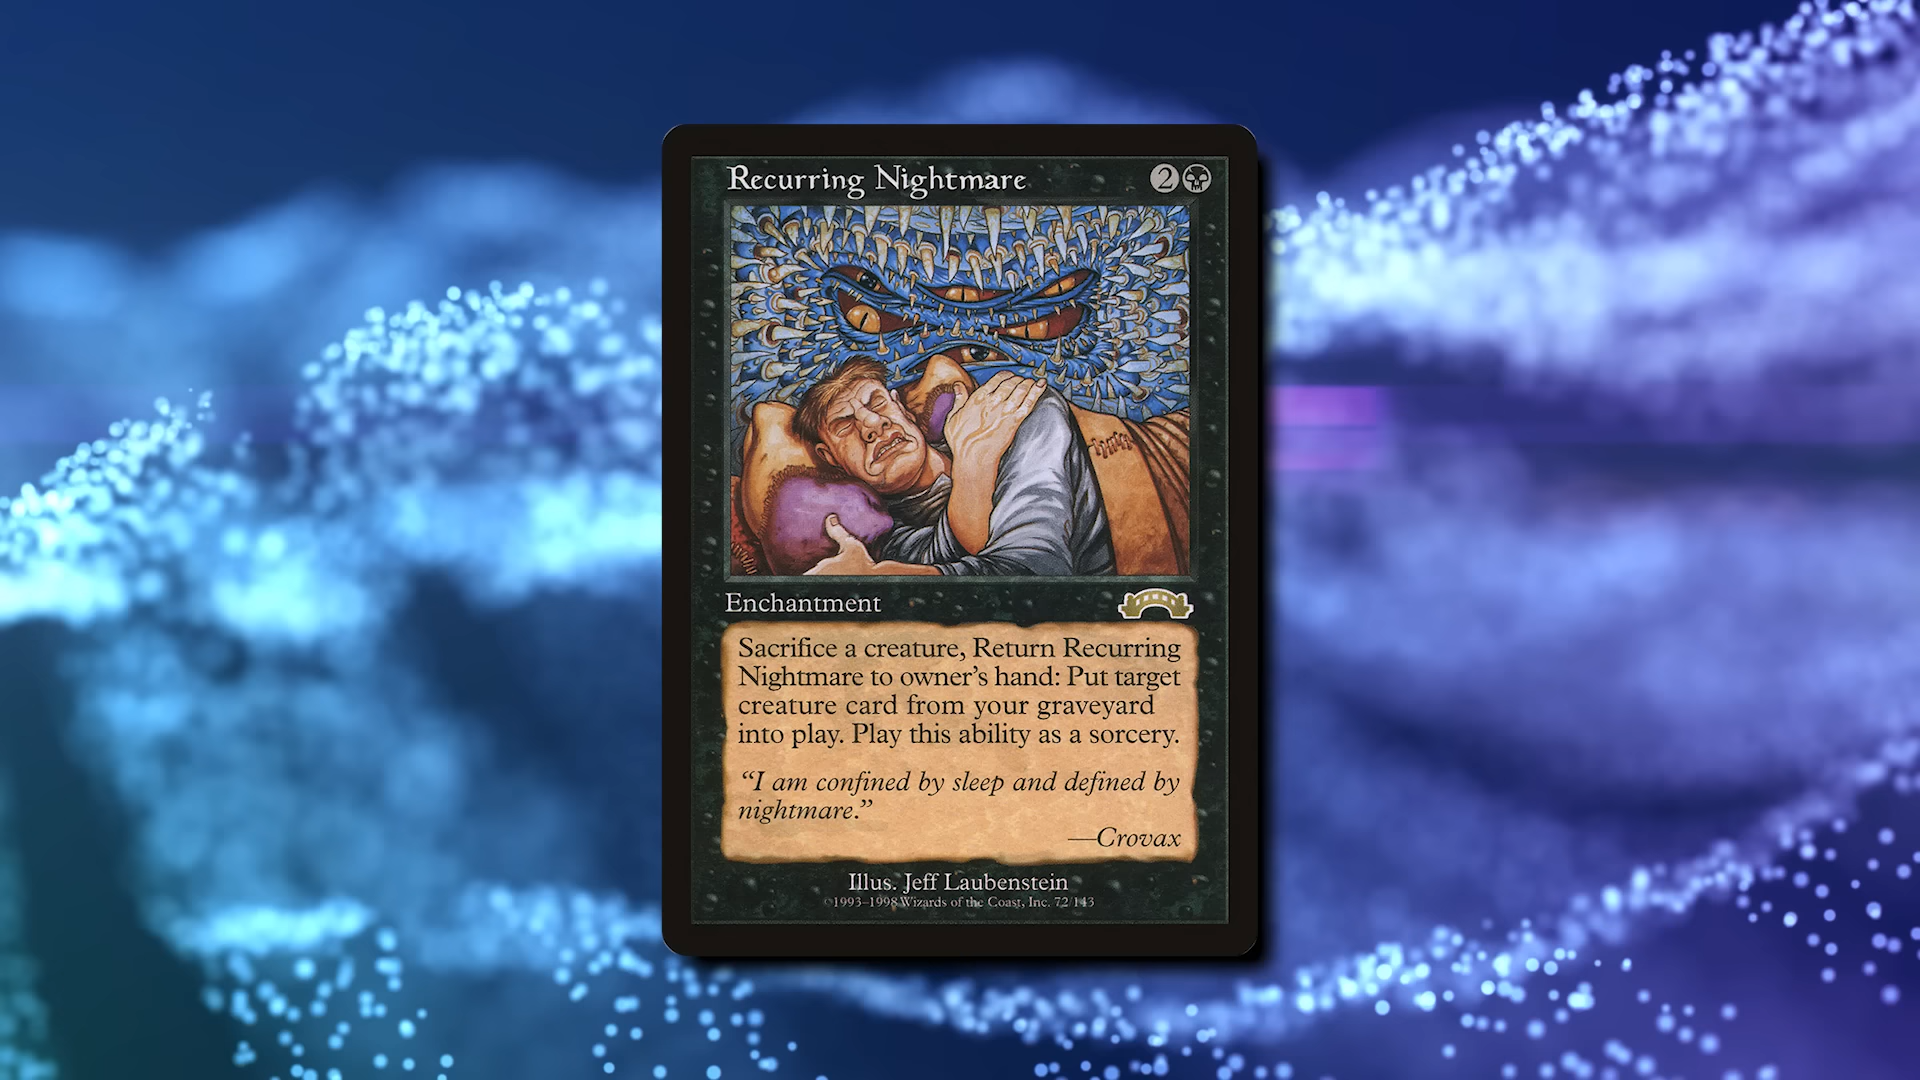 Recurring Nightmare 2
Enchantment
Sacrifice a creature, Return Recurring
Nightmare to owner's hand: Put target
creature card from your graveyard
into play. Play this ability as a sorcery.
“I am confined by sleep and defined by
nightmare.”
—Crovax
Illus. Jeff Laubenstein
©1993–1998 Wizards of the Coast, Inc. 72/143